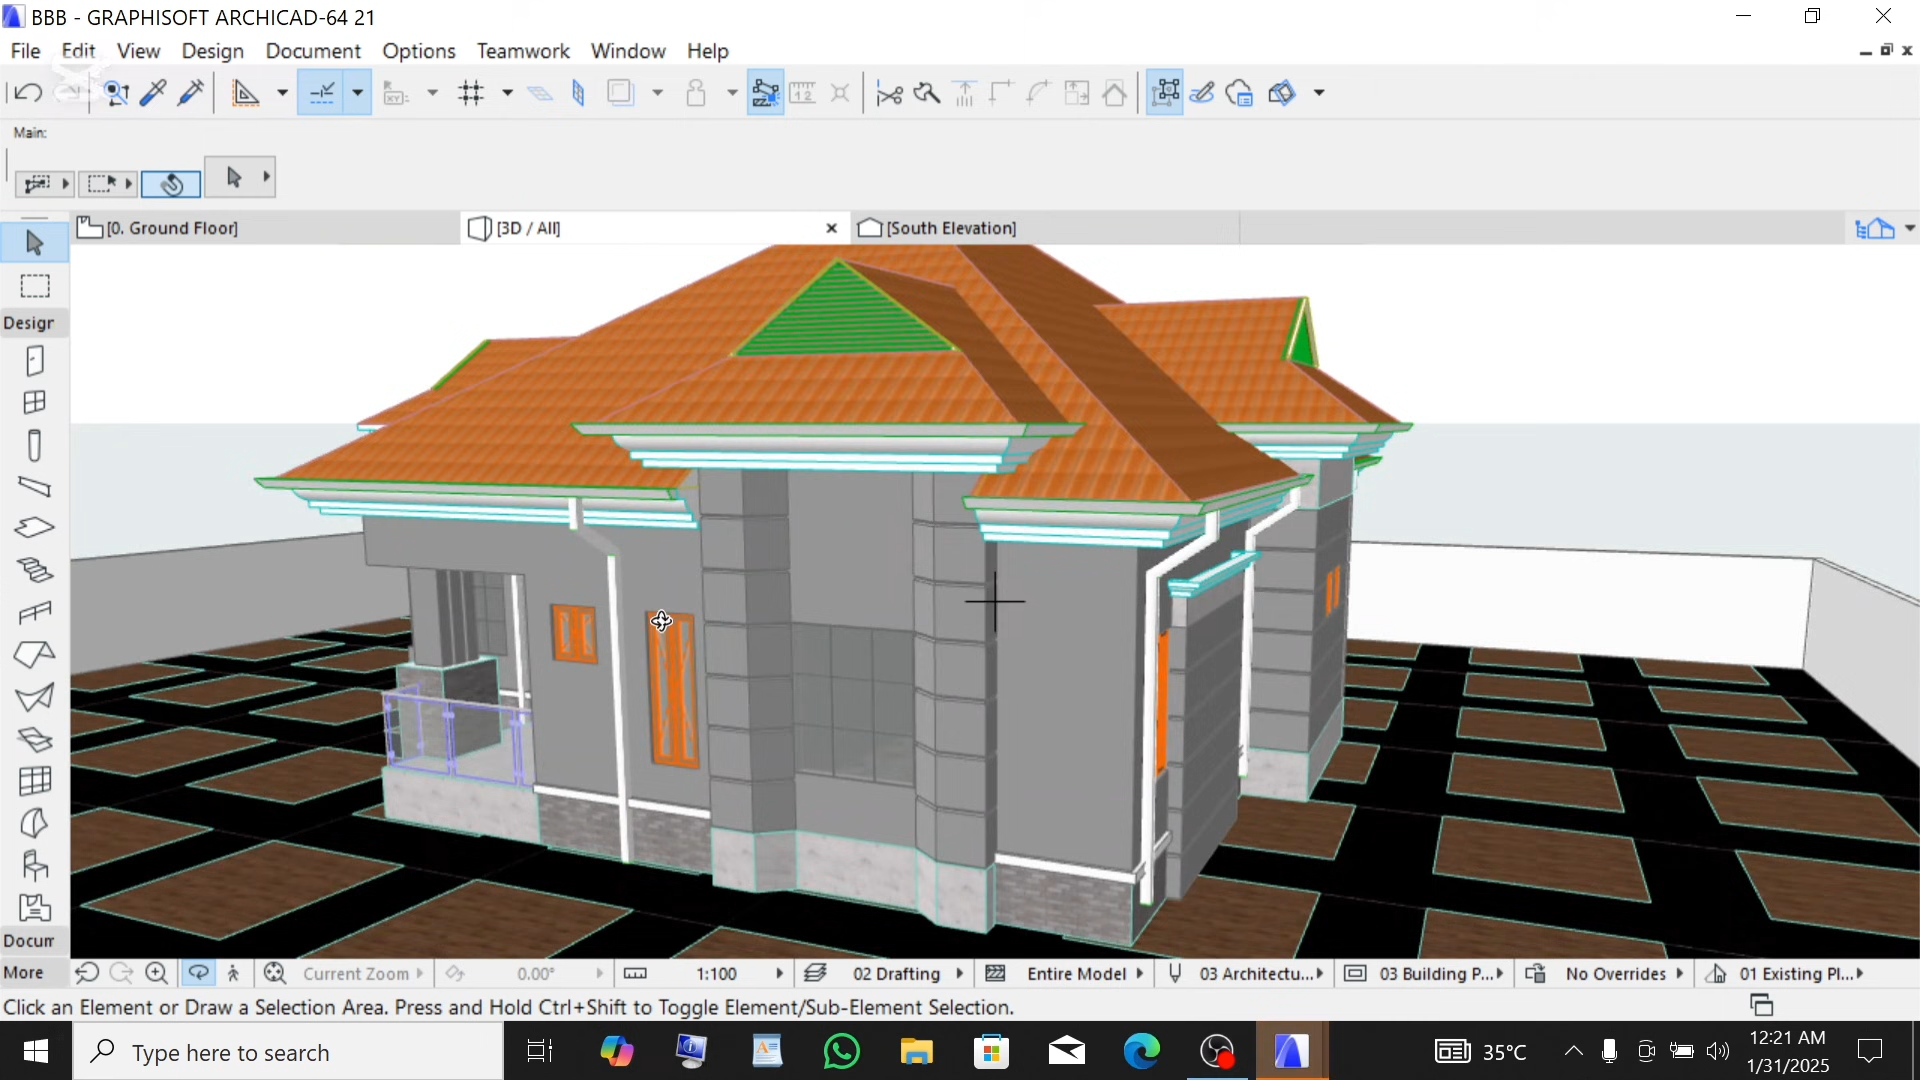 BBB - GRAPHISOFT ARCHICAD-64 21
File Edit View Design Document Options Teamwork Window Help
Main:
[0. Ground Floor]
[3D / All]
[South Elevation]
Design
Docum
More
Current Zoom
0.00°
1:100
02 Drafting
Entire Model
03 Architectu...
03 Building P...
No Overrides
01 Existing Pl...
Click an Element or Draw a Selection Area. Press and Hold Ctrl+Shift to Toggle Element/Sub-Element Selection.
Type here to search
35°C
12:21 AM
1/31/2025